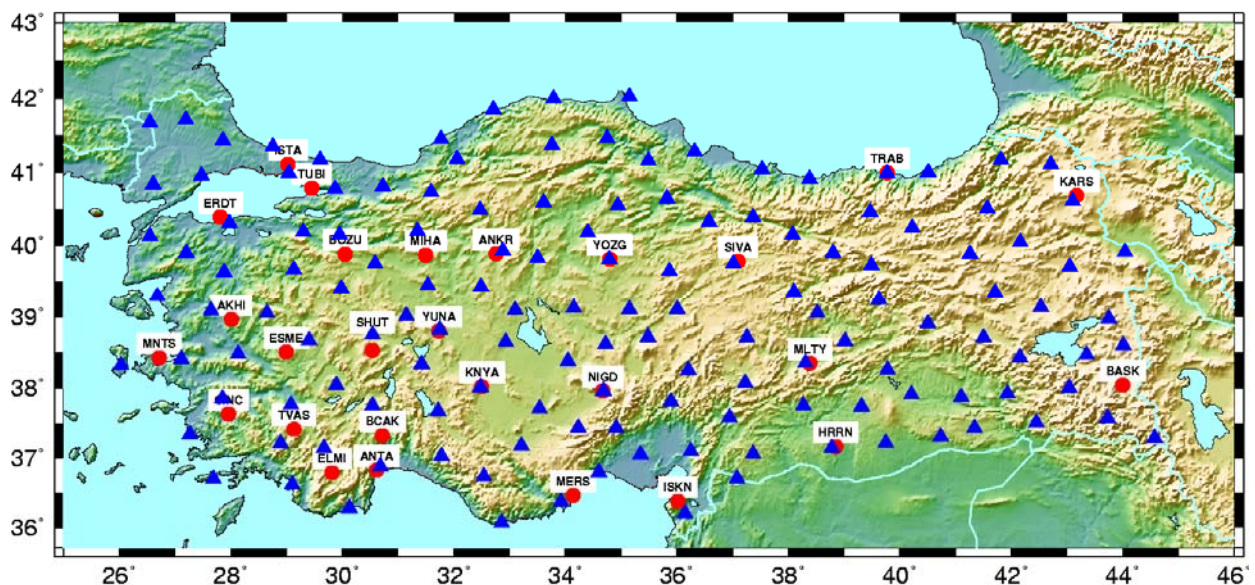 43°
42°
41°
40°
39°
38°
37°
36°
ISTA
TUBI
TRAB
KARS
ERDT
BOZU
MIHA
ANKR
YOZG
SIVA
AKHI
SHUT
YUNA
MNTS
ESME
KNYA
NIGD
MLTY
BASK
TVAS
BCAK
HRRN
ELMI
ANTA
MERS
ISKN
26°
28°
30°
32°
34°
36°
38°
40°
42°
44°
46°